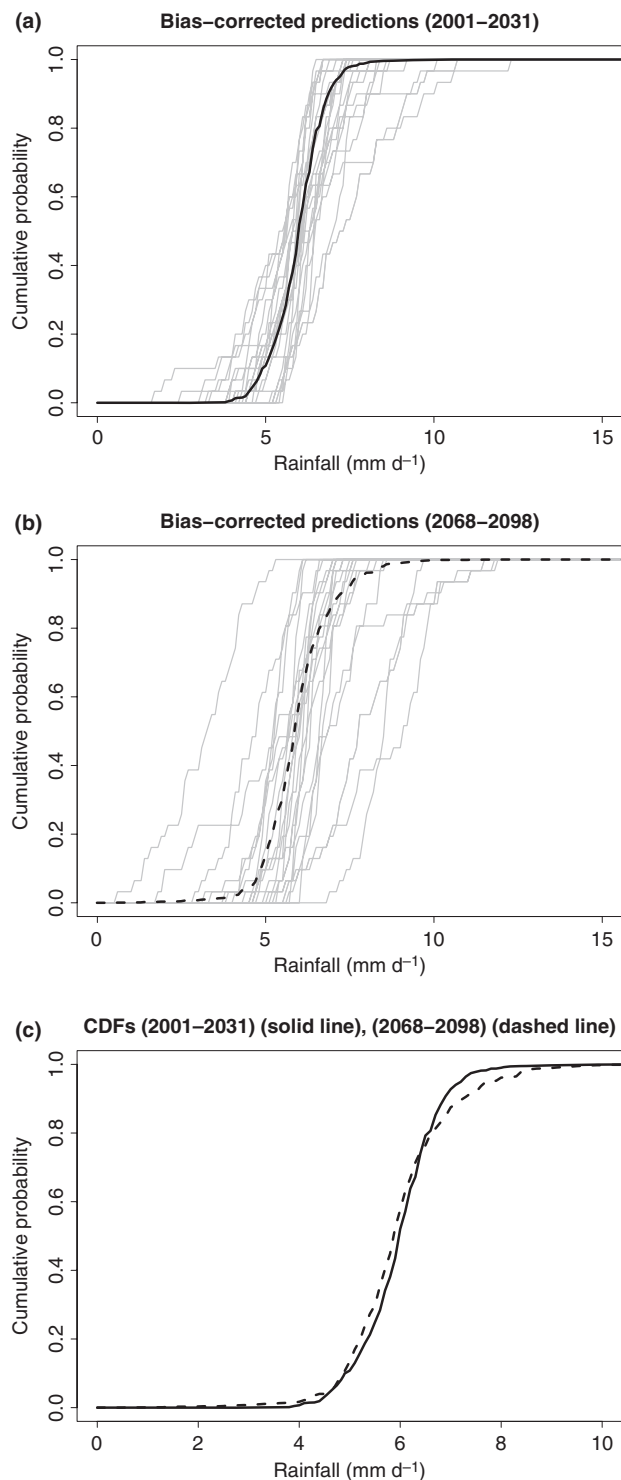 (a) Bias−corrected predictions (2001−2031)
Cumulative probability
0.0 0.2 0.4 0.6 0.8 1.0
0 5 10 15
Rainfall (mm d−1)
(b) Bias−corrected predictions (2068−2098)
Cumulative probability
0.0 0.2 0.4 0.6 0.8 1.0
0 5 10 15
Rainfall (mm d−1)
(c) CDFs (2001−2031) (solid line), (2068−2098) (dashed line)
Cumulative probability
0.0 0.2 0.4 0.6 0.8 1.0
0 2 4 6 8 10
Rainfall (mm d−1)